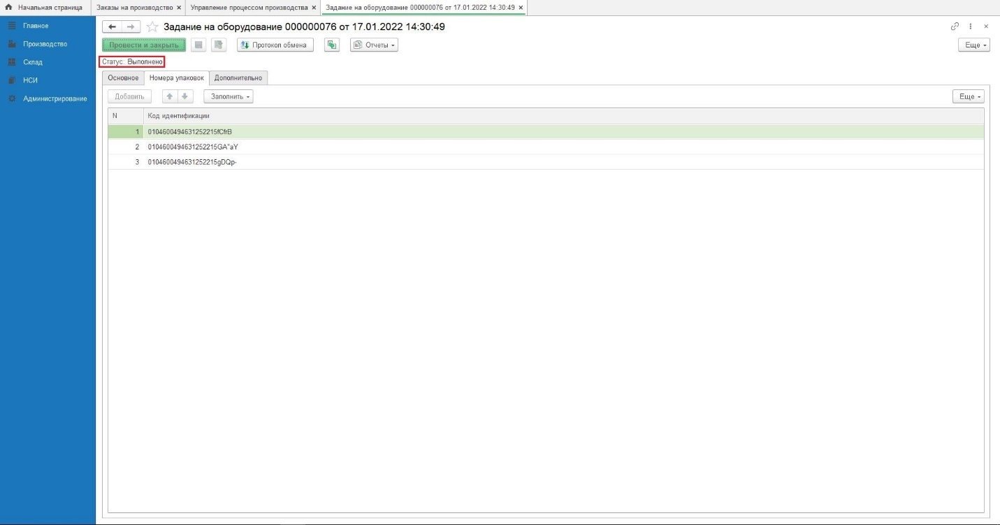 Начальная страница
Заказы на производство ×
Управление процессом производства ×
Задание на оборудование 000000076 от 17.01.2022 14:30:49 ×
Главное
Производство
Склад
НСИ
Администрирование
Задание на оборудование 000000076 от 17.01.2022 14:30:49
Провести и закрыть
Протокол обмена
Отчеты
Еще
Статус: Выполнено
Основное
Номера упаковок
Дополнительно
Добавить
Заполнить
Еще
N Код идентификации
1 0104600494631252215fCfrB
2 0104600494631252215GA"aY
3 0104600494631252215gDQp-